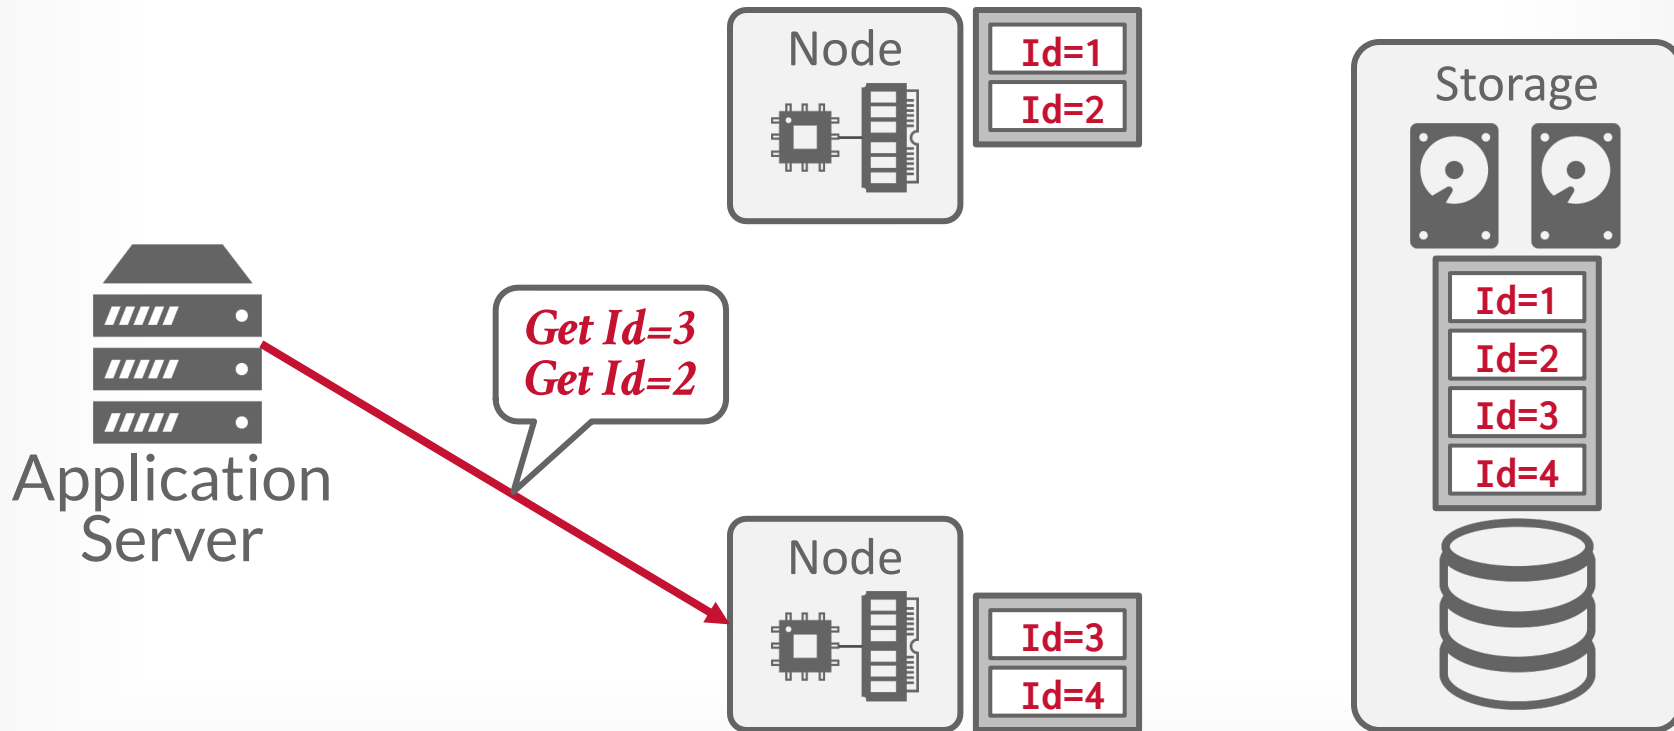 Node
Id=1
Id=2
Storage
Id=1
Id=2
Id=3
Id=4
Get Id=3
Get Id=2
Application
Server
Node
Id=3
Id=4